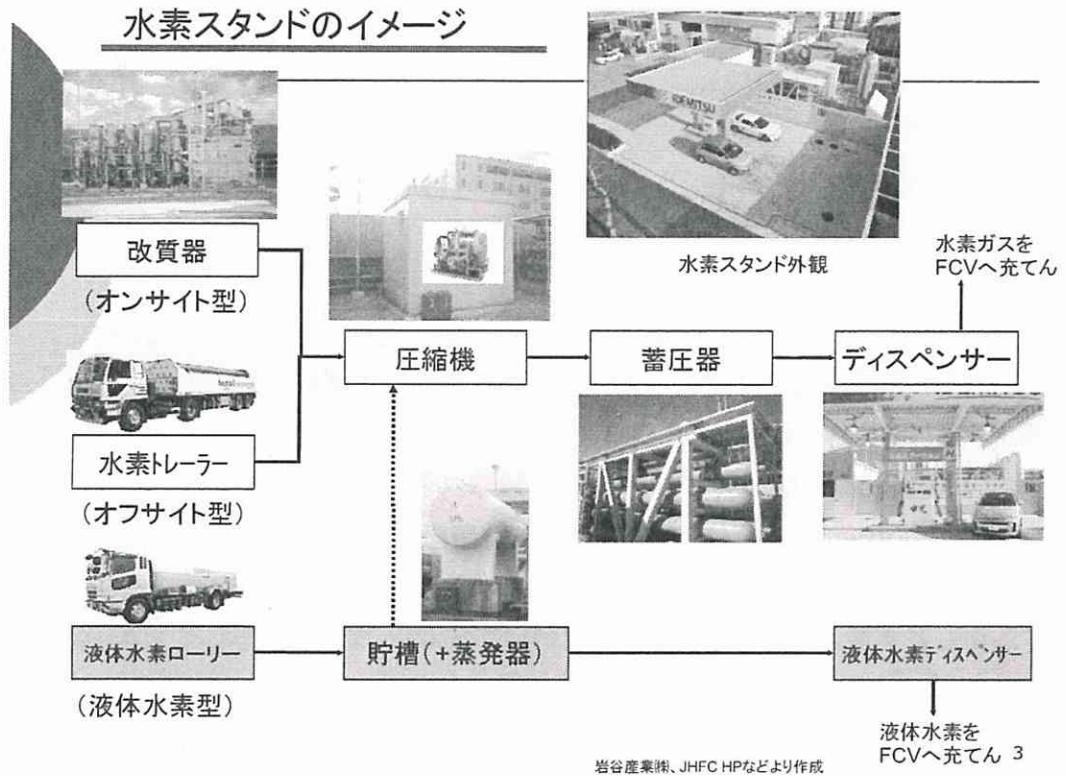 水素スタンドのイメージ
IDEMITSU
水素スタンド外観
改質器
(オンサイト型)
水素ガスを
FCVへ充てん
圧縮機
蓄圧器
ディスペンサー
水素トレーラー
(オフサイト型)
液体水素ローリー
貯槽(+蒸発器)
液体水素ディスペンサー
(液体水素型)
液体水素を
FCVへ充てん 3
岩谷産業㈱、JHFC HPなどより作成